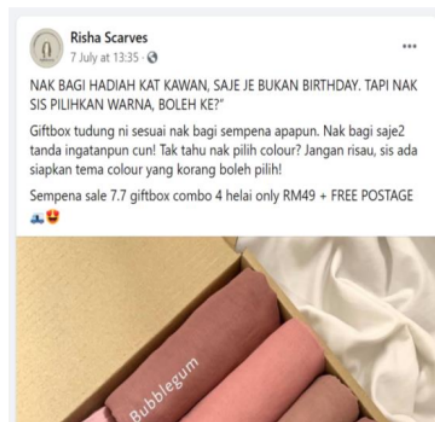 Risha Scarves
7 July at 13:35 ·
NAK BAGI HADIAH KAT KAWAN, SAJE JE BUKAN BIRTHDAY. TAPI NAK
SIS PILIHKAN WARNA, BOLEH KE?"
Giftbox tudung ni sesuai nak bagi sempena apapun. Nak bagi saje2
tanda ingatanpun cun! Tak tahu nak pilih colour? Jangan risau, sis ada
siapkan tema colour yang korang boleh pilih!
Sempena sale 7.7 giftbox combo 4 helai only RM49 + FREE POSTAGE
Bubblegum